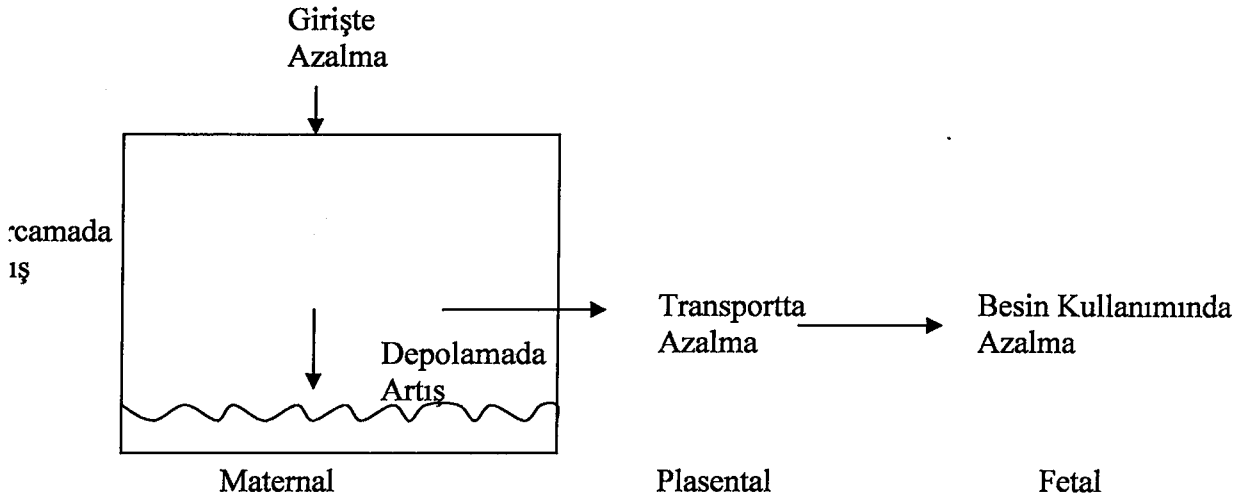 Girişte
Azalma
Transportta
Azalma
Besin Kullanımında
Azalma
Depolamada
Artış
Maternal
Plasental
Fetal